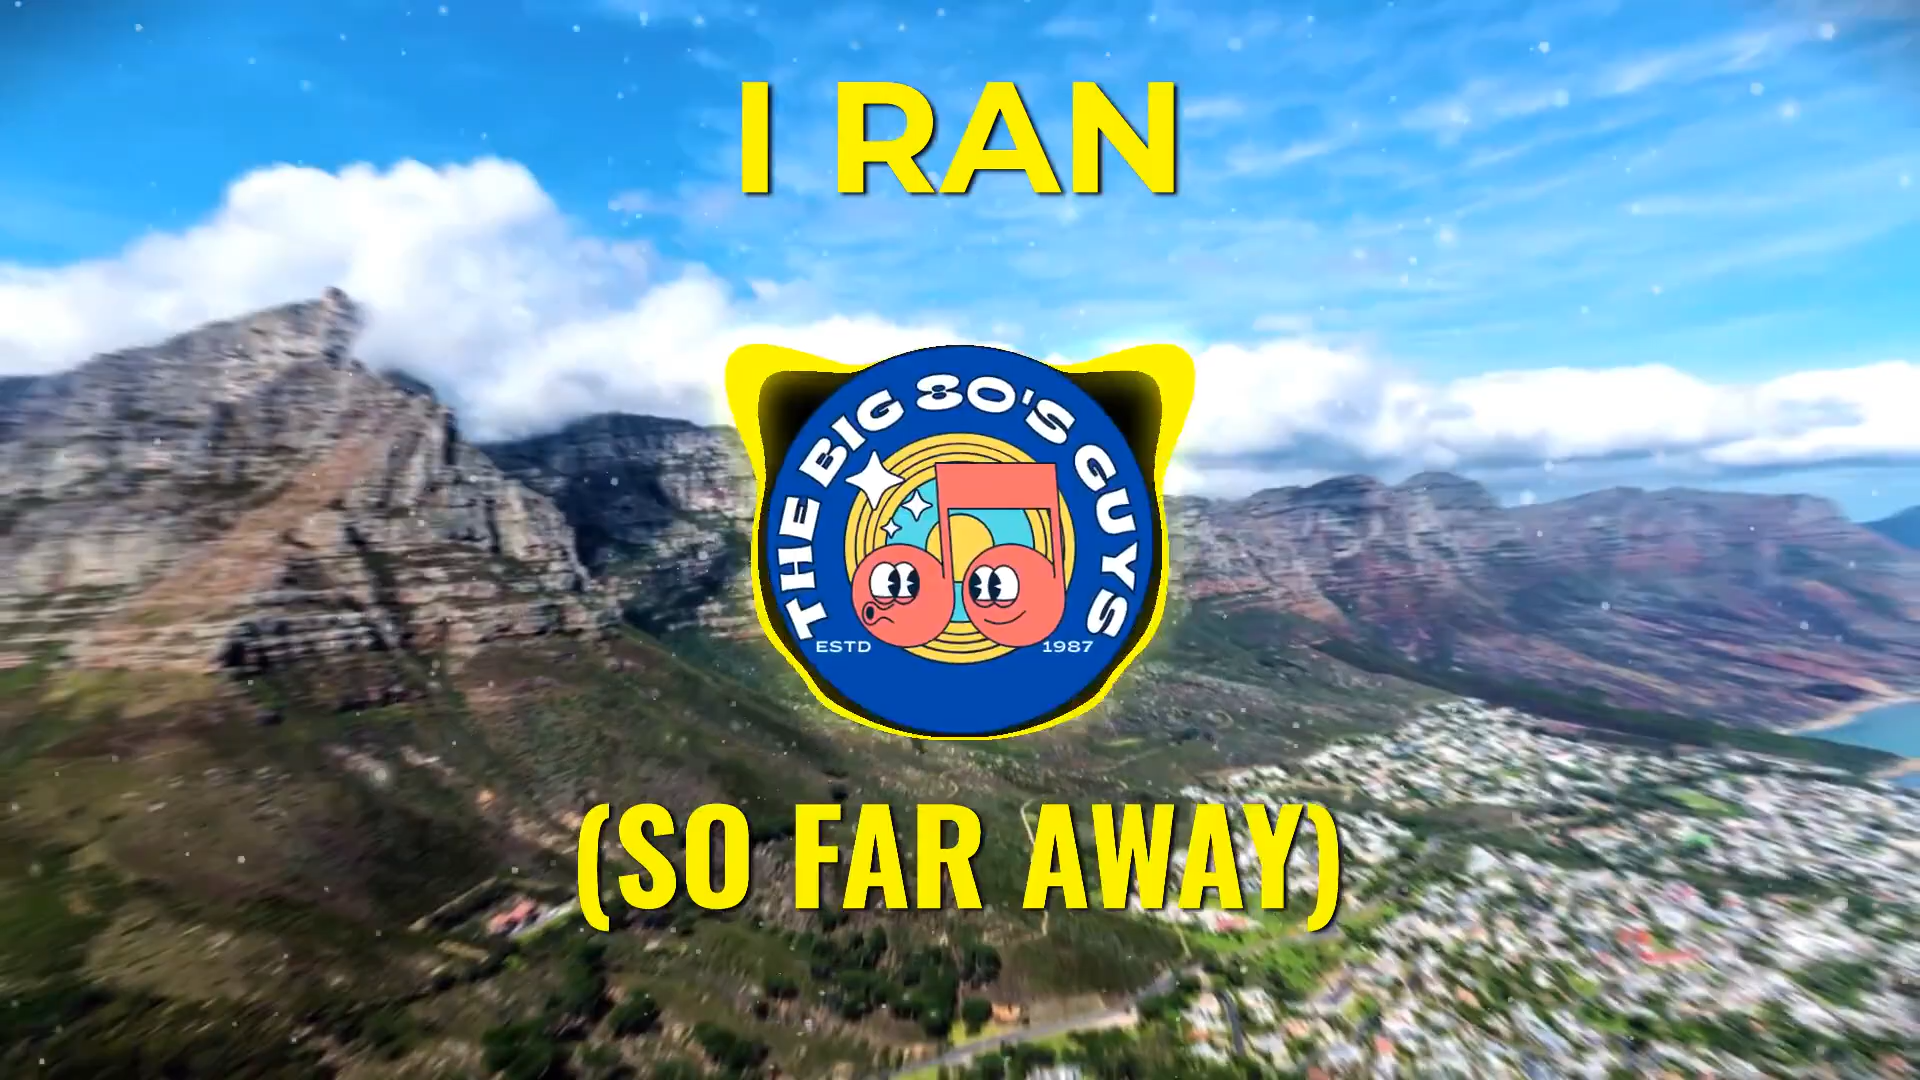 I RAN
THE BIG 80'S GUYS
ESTD 1987
(SO FAR AWAY)